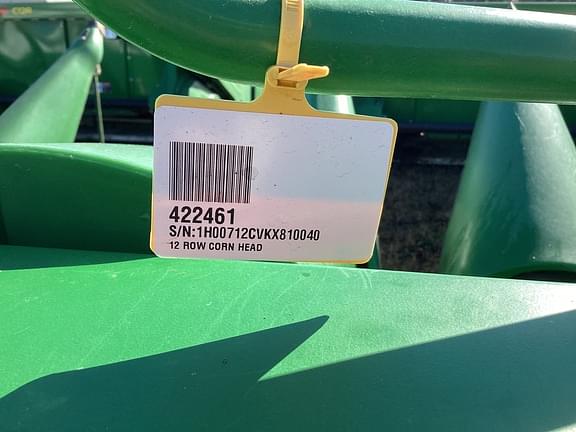 422461
S/N:1H00712CVKX810040
12 ROW CORN HEAD